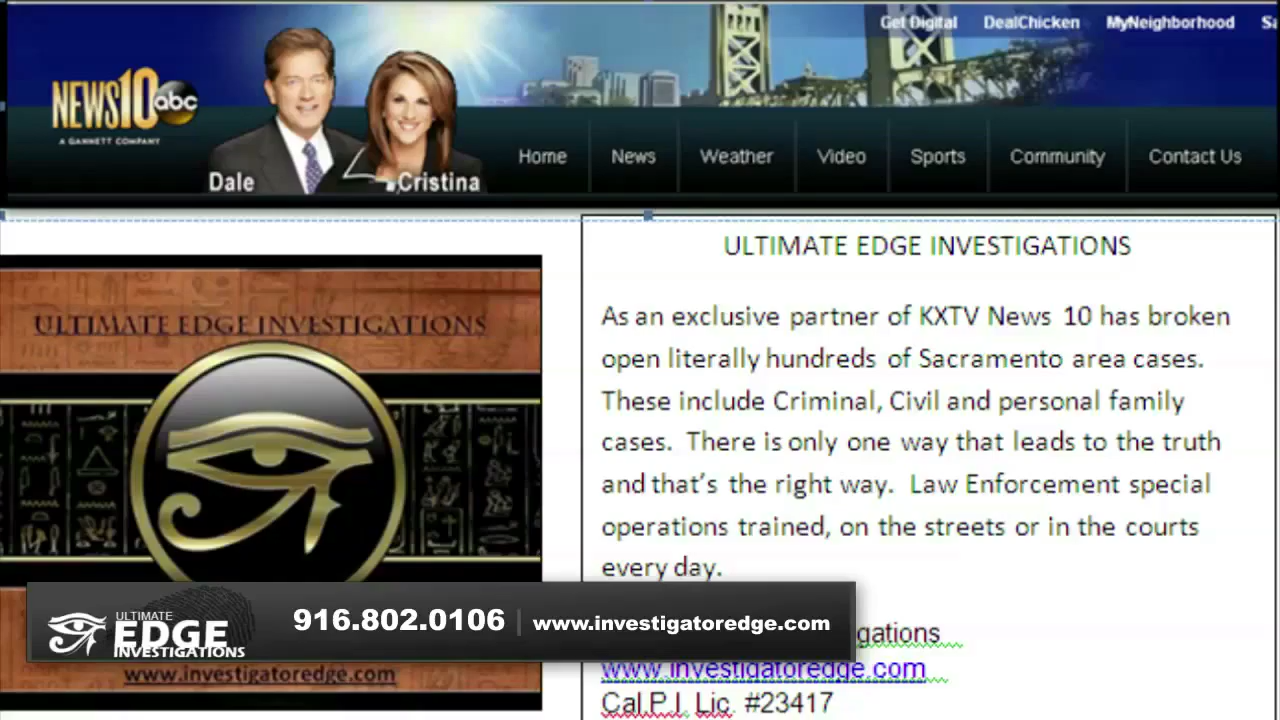 Get Digital DealChicken MyNeighborhood
NEWS10 abc
A GANNETT COMPANY
Dale Cristina
Home News Weather Video Sports Community Contact Us
ULTIMATE EDGE INVESTIGATIONS
ULTIMATE EDGE INVESTIGATIONS
As an exclusive partner of KXTV News 10 has broken
open literally hundreds of Sacramento area cases.
These include Criminal, Civil and personal family
cases. There is only one way that leads to the truth
and that's the right way. Law Enforcement special
operations trained, on the streets or in the courts
every day.
ULTIMATE
EDGE
INVESTIGATIONS
916.802.0106 | www.investigatoredge.com
gations
www.investigatoredge.com
www.investigatoredge.com
Cal.P.I. Lic. #23417